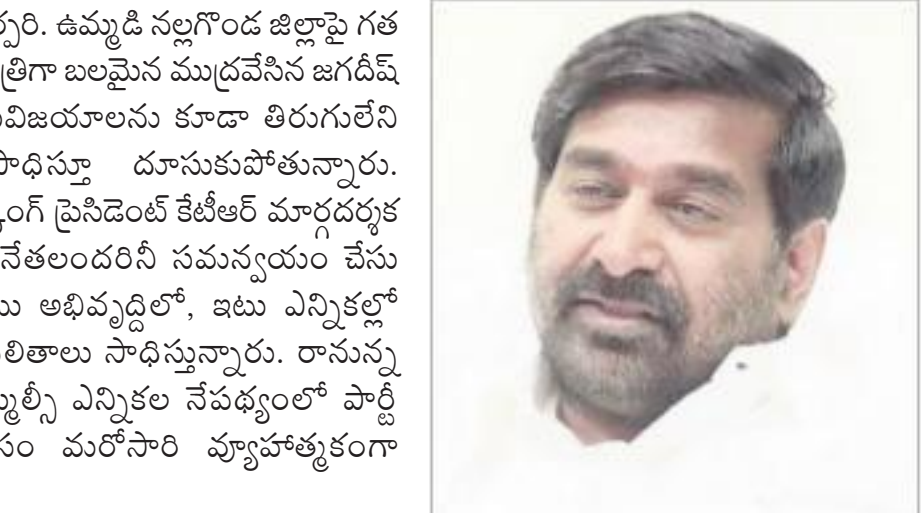 ర్పరి. ఉమ్మడి నల్లగొండ జిల్లాపై గత
త్రిగా బలమైన ముద్రవేసిన జగదీష్
విజయాలను కూడా తిరుగులేని
సాధిస్తూ దూసుకుపోతున్నారు.
ంగ్ ప్రెసిడెంట్ కేటీఆర్ మార్గదర్శక
నేతలందరినీ సమన్వయం చేసు
అభివృద్దిలో, ఇటు ఎన్నికల్లో
లితాలు సాధిస్తున్నారు. రానున్న
మ్మెల్సీ ఎన్నికల నేపథ్యంలో పార్టీ
సం మరోసారి వ్యూహాత్మకంగా